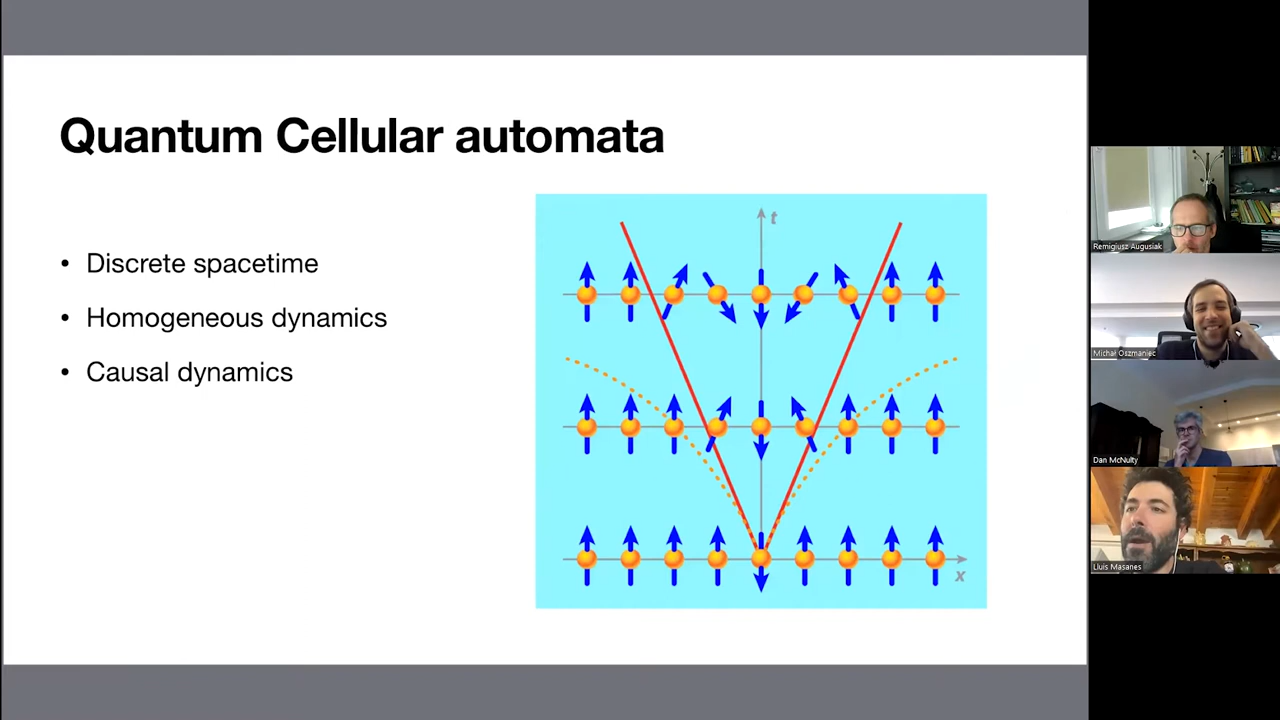 Quantum Cellular automata
• Discrete spacetime
• Homogeneous dynamics
• Causal dynamics
t
x
Remigiusz Augusiak
Michał Oszmaniec
Dan McNulty
Lluis Masanes